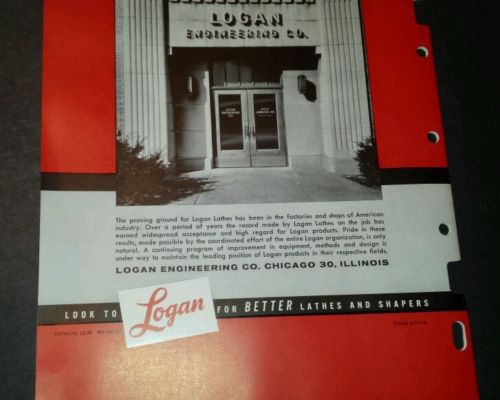 LOGAN
ENGINEERING CO.
The proving ground for Logan Lathes has been in the factories and shops of American
industry. Over a period of years the record made by Logan Lathes on the job has
earned widespread acceptance and high regard for Logan products. Pride in these
results, made possible by the coordinated effort of the entire Logan organization, is only
natural. A continuing program of improvement in equipment, methods and design is
under way to maintain the leading position of Logan products in their respective fields.
LOGAN ENGINEERING CO. CHICAGO 30, ILLINOIS
LOOK TO Logan FOR BETTER LATHES AND SHAPERS
CATALOG
Printed in U.S.A.